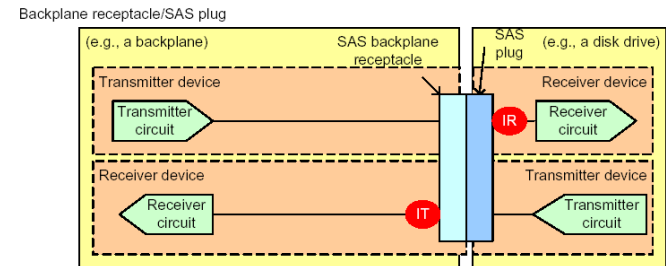 Backplane receptacle/SAS plug
(e.g., a backplane)
SAS backplane
receptacle
SAS
plug
(e.g., a disk drive)
Transmitter device
Receiver device
Transmitter
circuit
IR
Receiver
circuit
Receiver device
Transmitter device
Receiver
circuit
IT
Transmitter
circuit